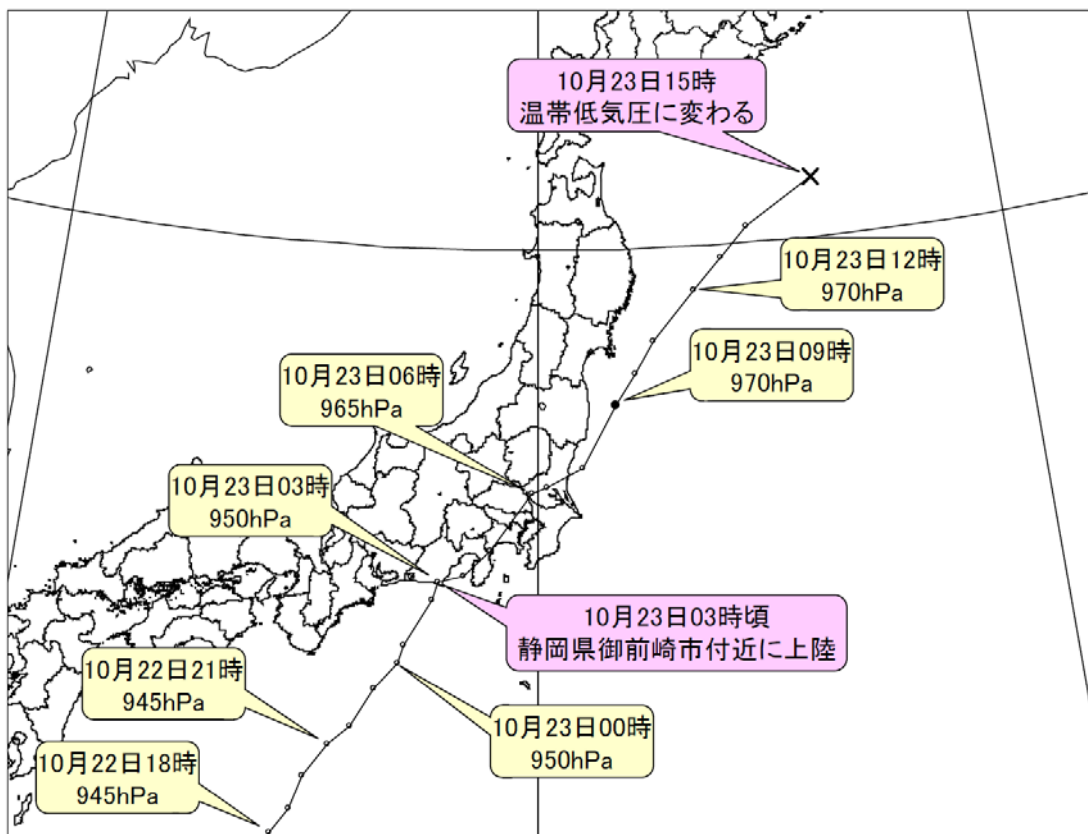 10月23日15時
温帯低気圧に変わる
10月23日12時
970hPa
10月23日09時
970hPa
10月23日06時
965hPa
10月23日03時
950hPa
10月23日03時頃
静岡県御前崎市付近に上陸
10月22日21時
945hPa
10月23日00時
950hPa
10月22日18時
945hPa